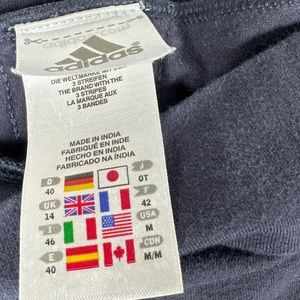 adidas
DIE WELTMARKE MIT DEN
3 STREIFEN
THE BRAND WITH THE
3 STRIPES
LA MARQUE AUX
3 BANDES
MADE IN INDIA
FABRIQUÉ EN INDE
HECHO EN INDIA
FABRICADO NA ÍNDIA
D J
40 OT
UK F
14 42
I USA
46 M
E CDN
40 M/M